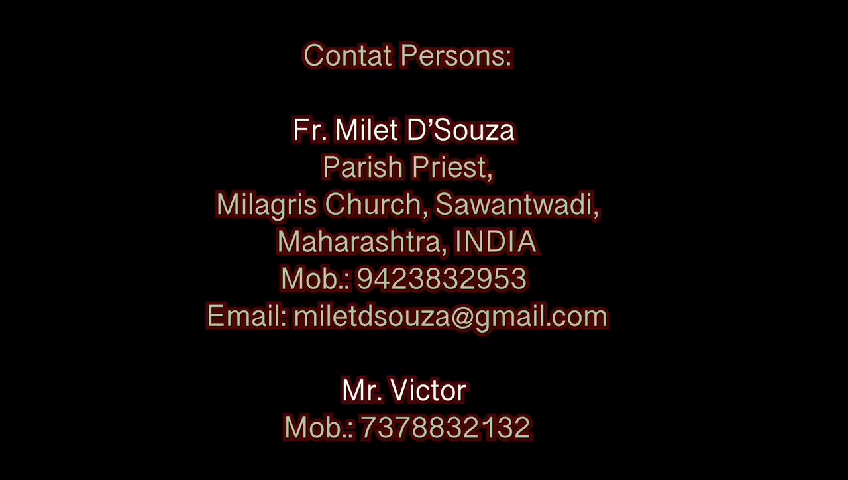 Contat Persons:
Fr. Milet D’Souza
Parish Priest,
Milagris Church, Sawantwadi,
Maharashtra, INDIA
Mob.: 9423832953
Email: miletdsouza@gmail.com
Mr. Victor
Mob.: 7378832132